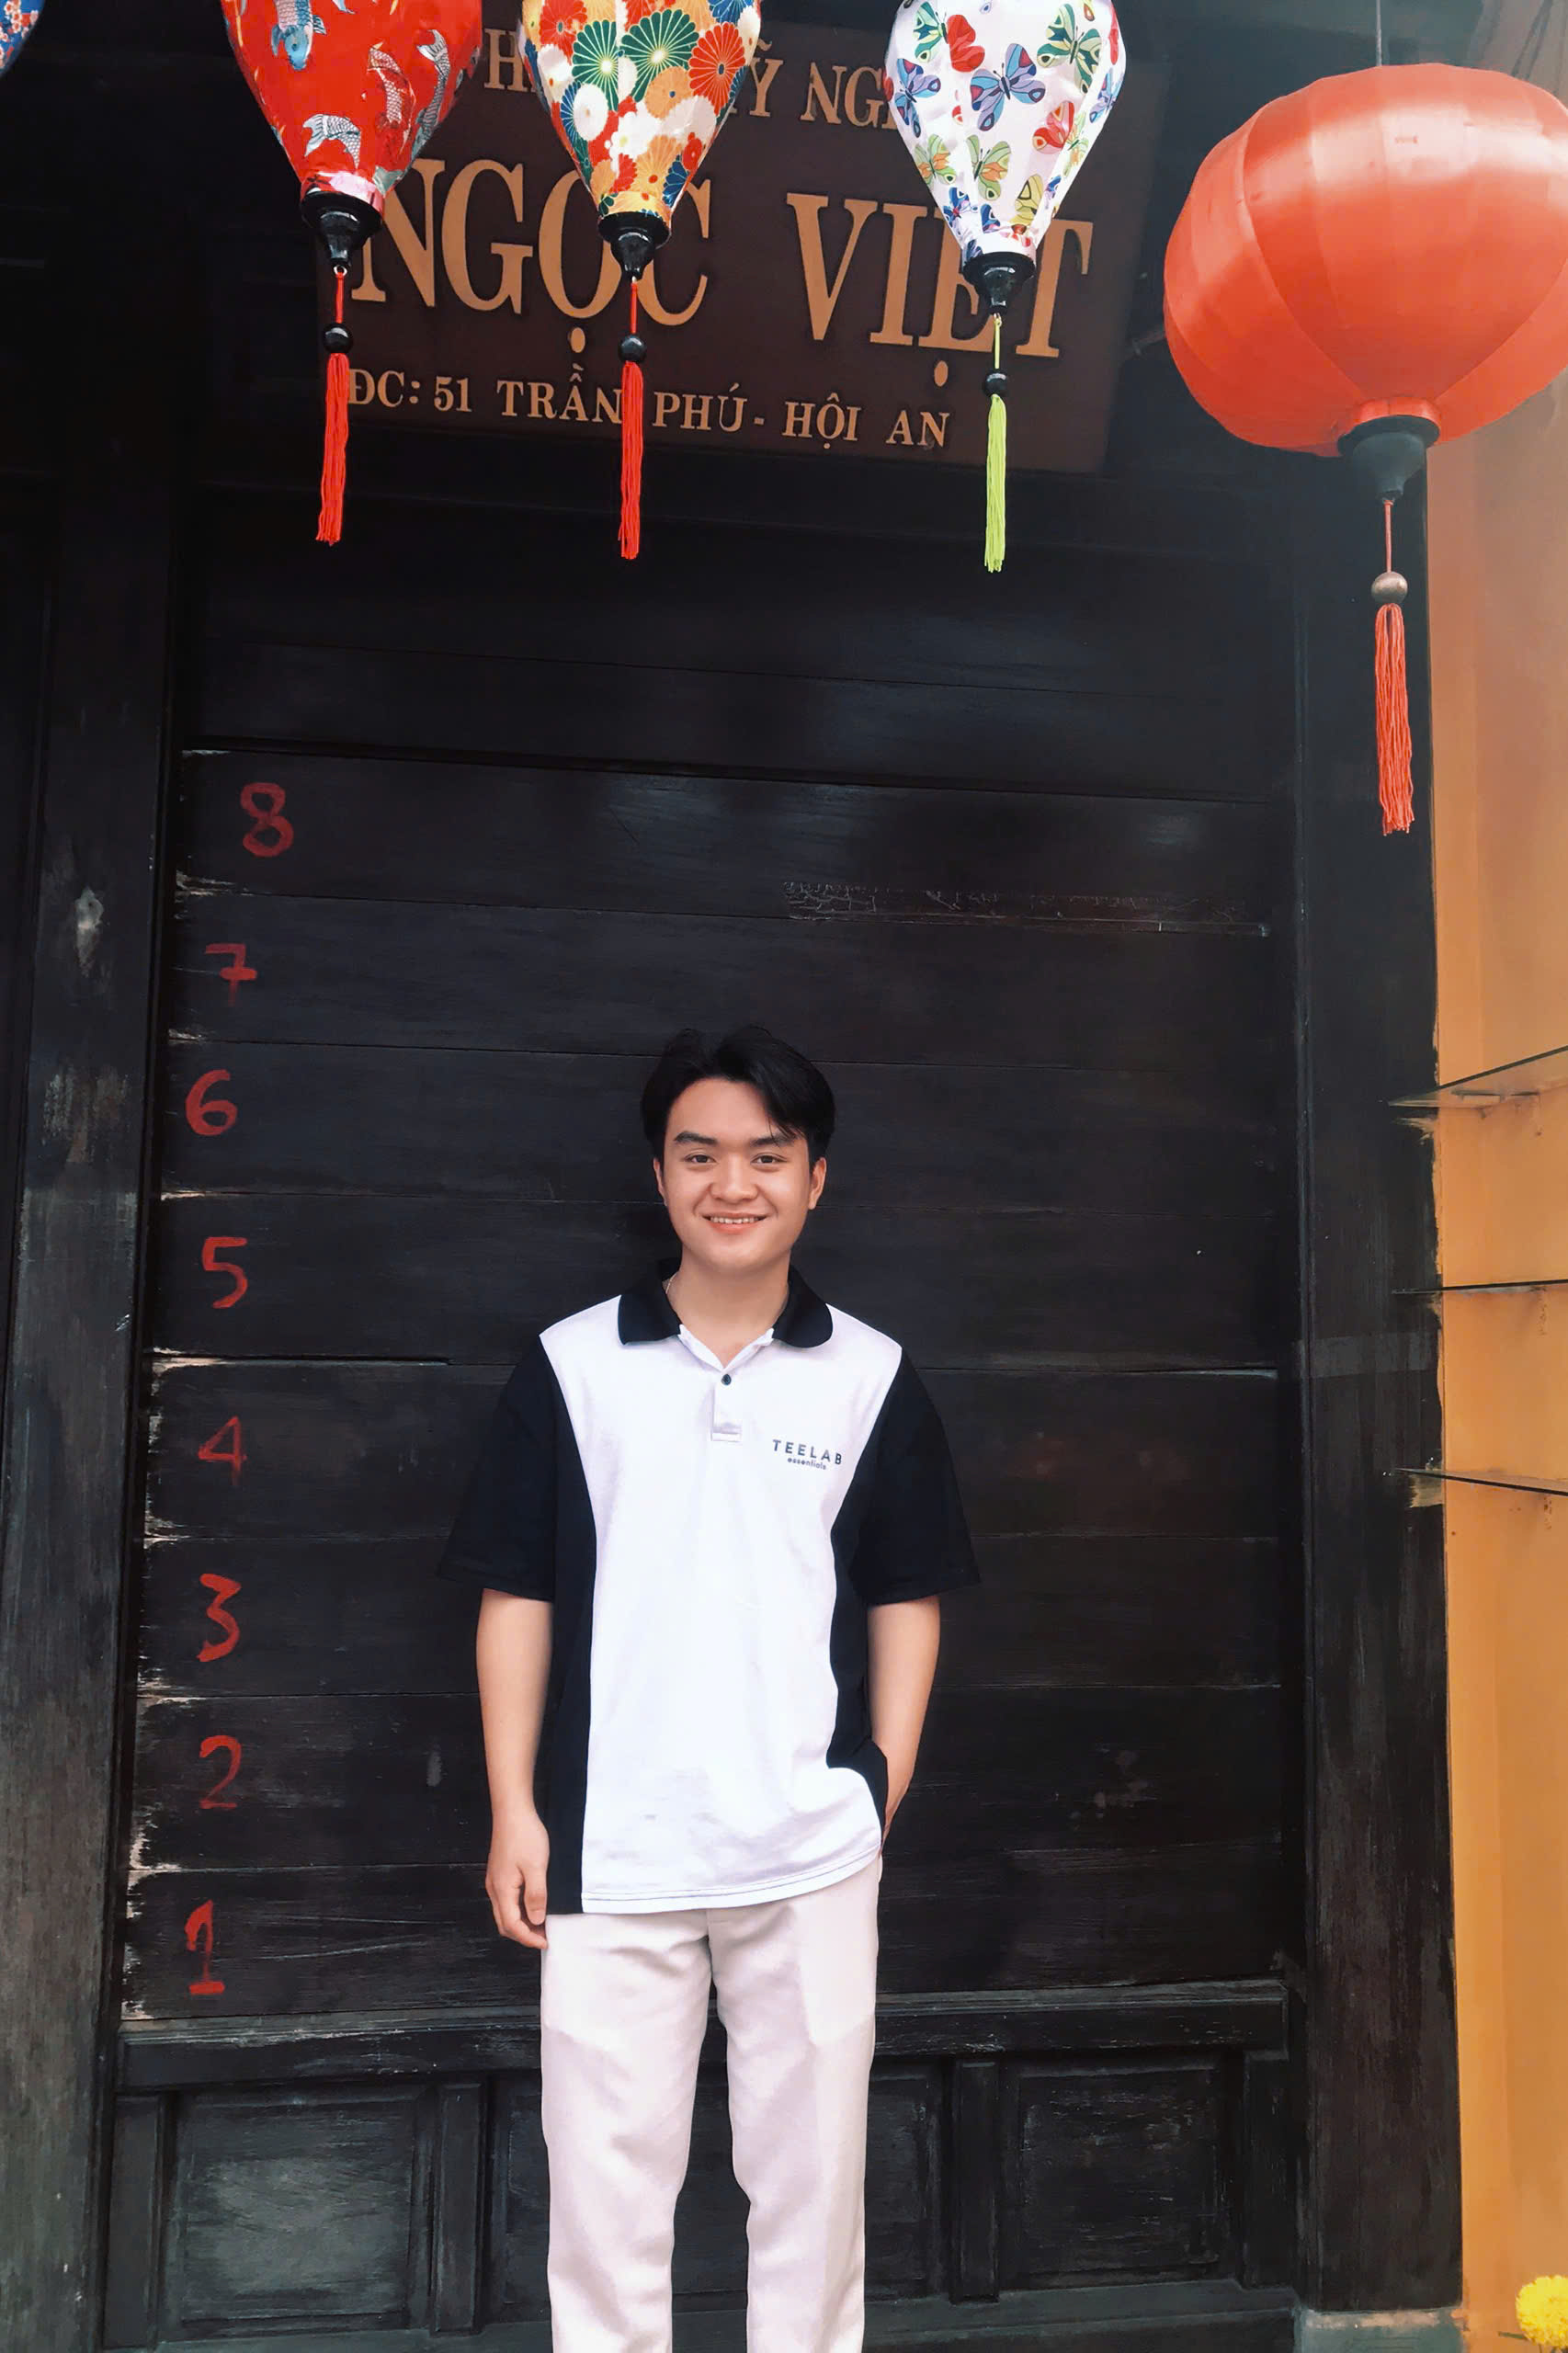 NGỌC VIỆT
ĐC: 51 TRẦN PHÚ - HỘI AN
8
7
6
5
4
3
2
1
TEELAB
essentials